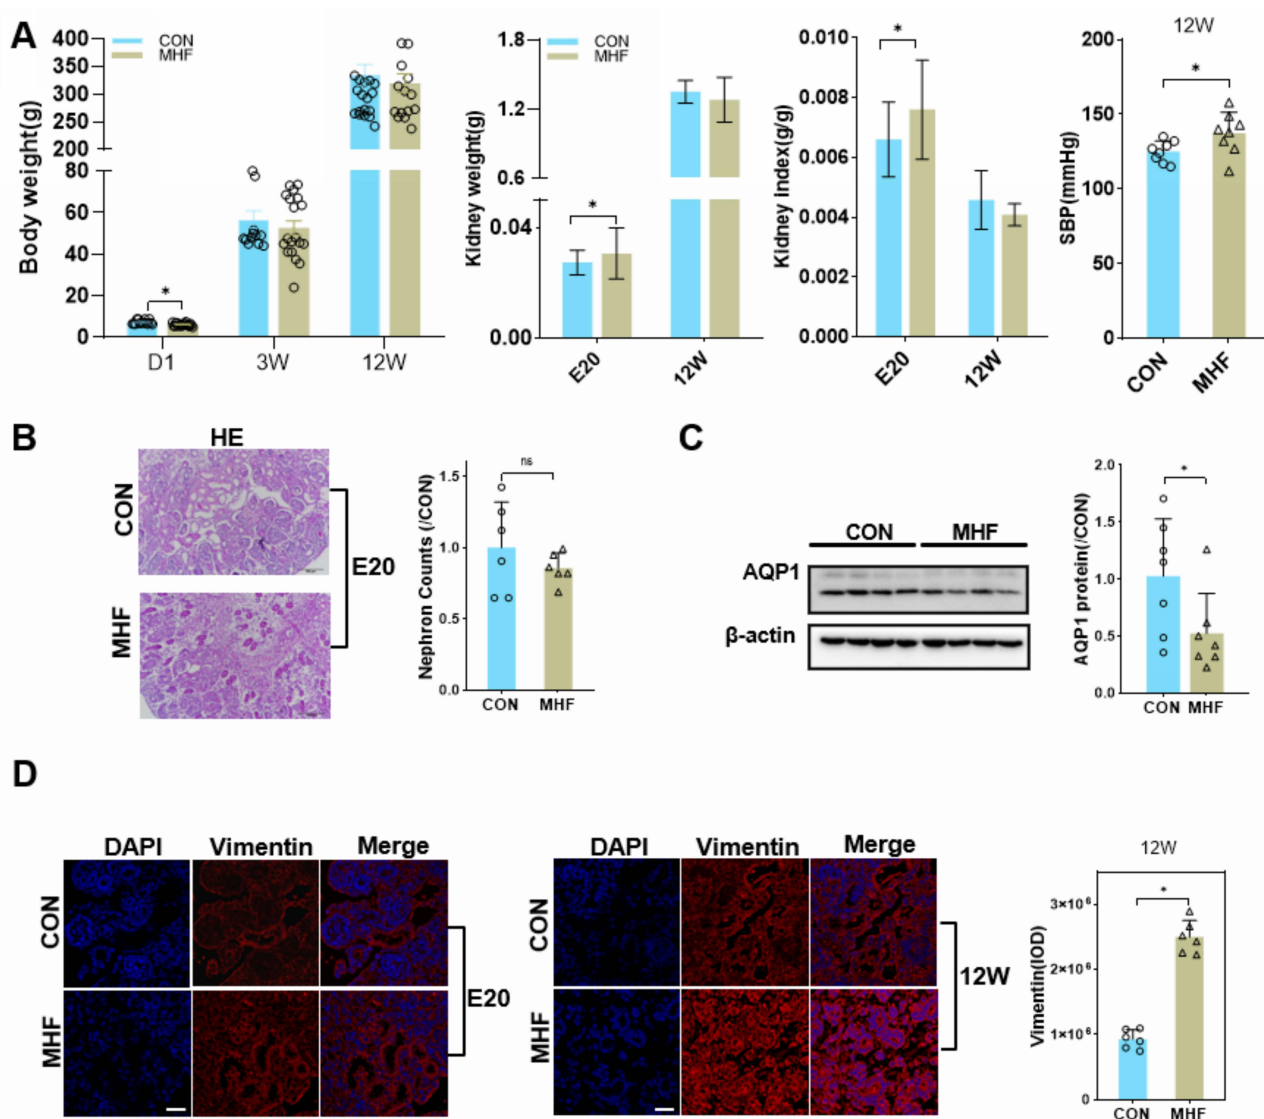 A
Body weight(g)
400
350
300
250
200
80
60
40
20
0
CON
MHF
*
D1
3W
12W
Kidney weight(g)
1.8
1.2
0.6
0.04
0.00
CON
MHF
*
E20
12W
Kidney Index(g/g)
0.010
0.008
0.006
0.004
0.002
0.000
*
E20
12W
12W
SBP(mmHg)
200
150
100
50
0
*
CON
MHF
B
HE
CON
MHF
E20
Nephron Counts (/CON)
1.5
1.0
0.5
0.0
ns
CON
MHF
C
CON
MHF
AQP1
β-actin
AQP1 protein(/CON)
2.0
1.5
1.0
0.5
0.0
*
CON
MHF
D
DAPI
Vimentin
Merge
CON
MHF
E20
DAPI
Vimentin
Merge
CON
MHF
12W
12W
Vimentin(IOD)
3×10⁶
2×10⁶
1×10⁶
0
*
CON
MHF